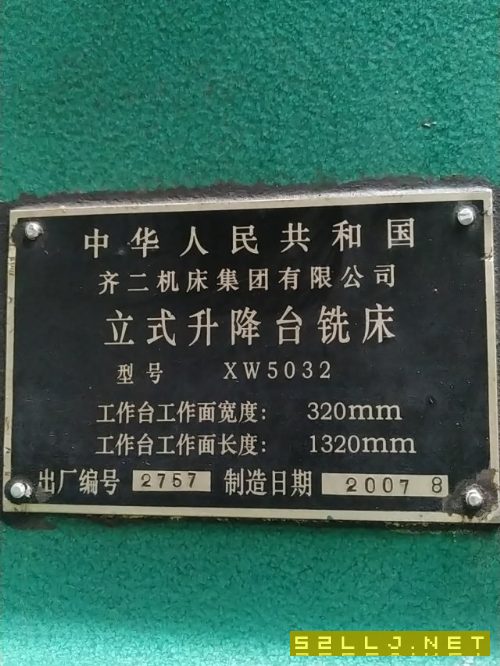 中华人民共和国
齐二机床集团有限公司
立式升降台铣床
型号 XW5032
工作台工作面宽度: 320mm
工作台工作面长度: 1320mm
出厂编号 2757 制造日期 2007 8
52LLJ.NET